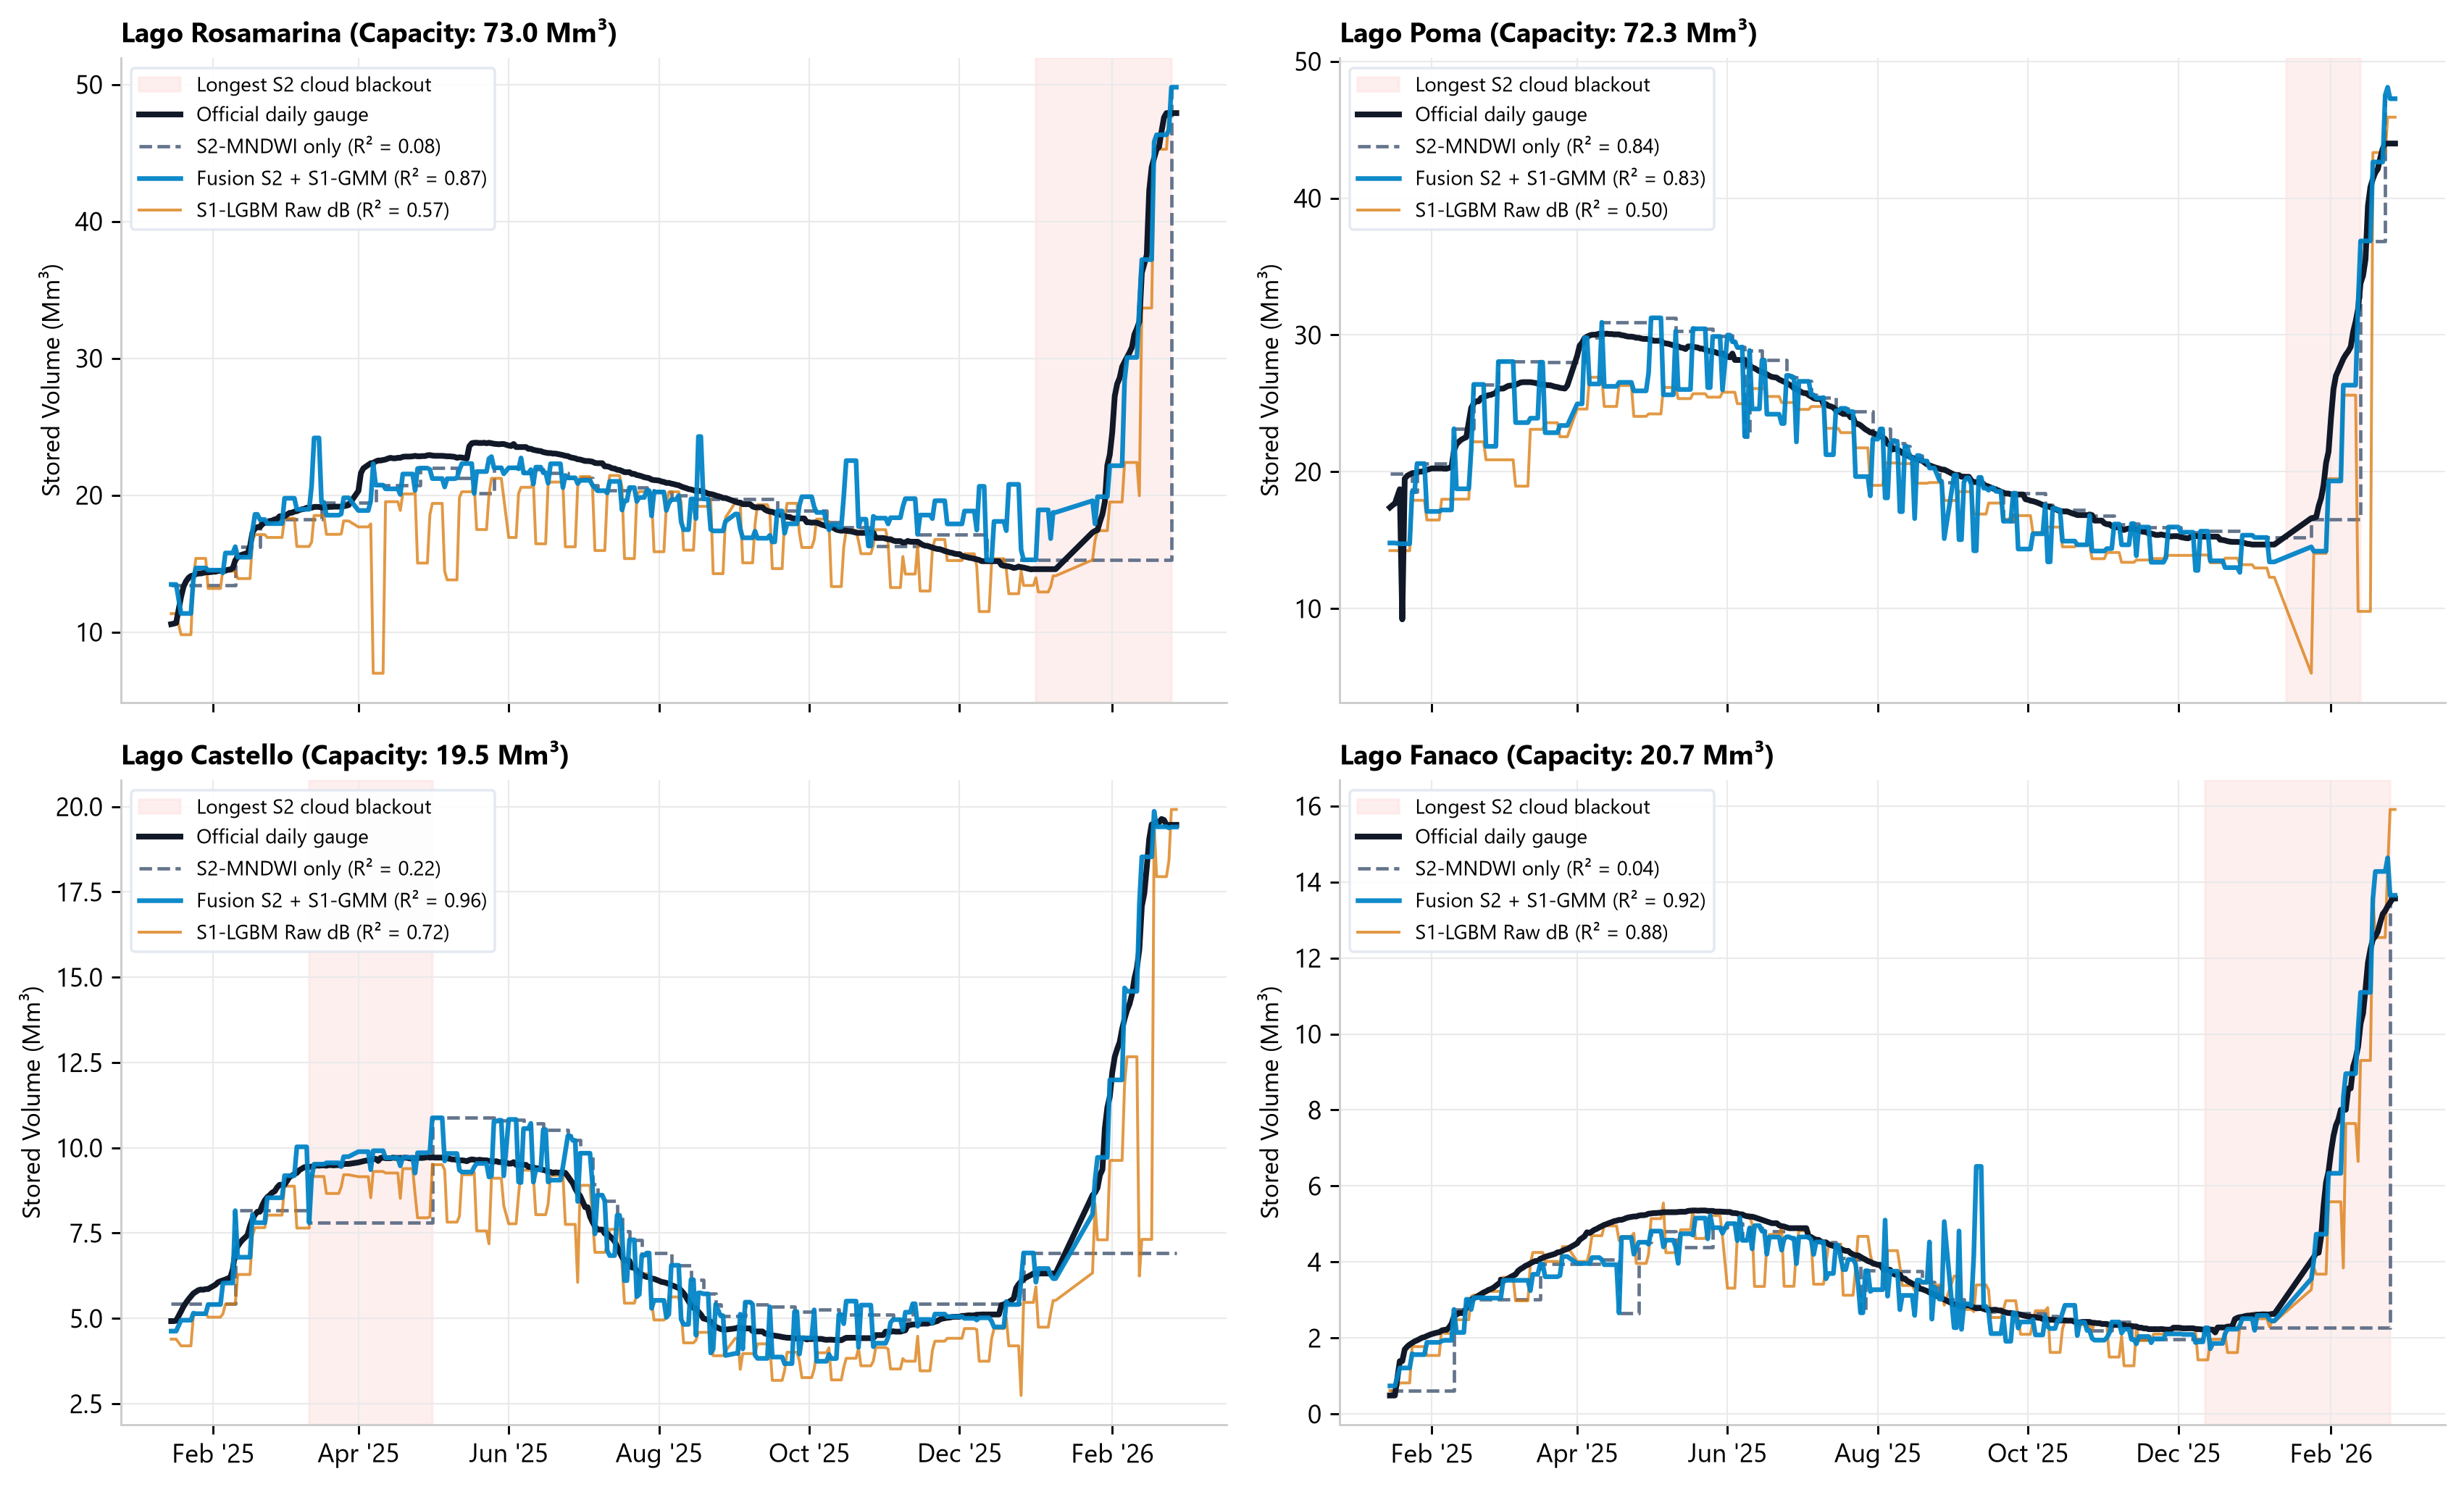 Lago Rosamarina (Capacity: 73.0 Mm³)
Stored Volume (Mm³)
50
40
30
20
10
Longest S2 cloud blackout
Official daily gauge
S2-MNDWI only (R² = 0.08)
Fusion S2 + S1-GMM (R² = 0.87)
S1-LGBM Raw dB (R² = 0.57)
Lago Poma (Capacity: 72.3 Mm³)
Stored Volume (Mm³)
50
40
30
20
10
Longest S2 cloud blackout
Official daily gauge
S2-MNDWI only (R² = 0.84)
Fusion S2 + S1-GMM (R² = 0.83)
S1-LGBM Raw dB (R² = 0.50)
Lago Castello (Capacity: 19.5 Mm³)
Stored Volume (Mm³)
20.0
17.5
15.0
12.5
10.0
7.5
5.0
2.5
Longest S2 cloud blackout
Official daily gauge
S2-MNDWI only (R² = 0.22)
Fusion S2 + S1-GMM (R² = 0.96)
S1-LGBM Raw dB (R² = 0.72)
Feb '25 Apr '25 Jun '25 Aug '25 Oct '25 Dec '25 Feb '26
Lago Fanaco (Capacity: 20.7 Mm³)
Stored Volume (Mm³)
16
14
12
10
8
6
4
2
0
Longest S2 cloud blackout
Official daily gauge
S2-MNDWI only (R² = 0.04)
Fusion S2 + S1-GMM (R² = 0.92)
S1-LGBM Raw dB (R² = 0.88)
Feb '25 Apr '25 Jun '25 Aug '25 Oct '25 Dec '25 Feb '26